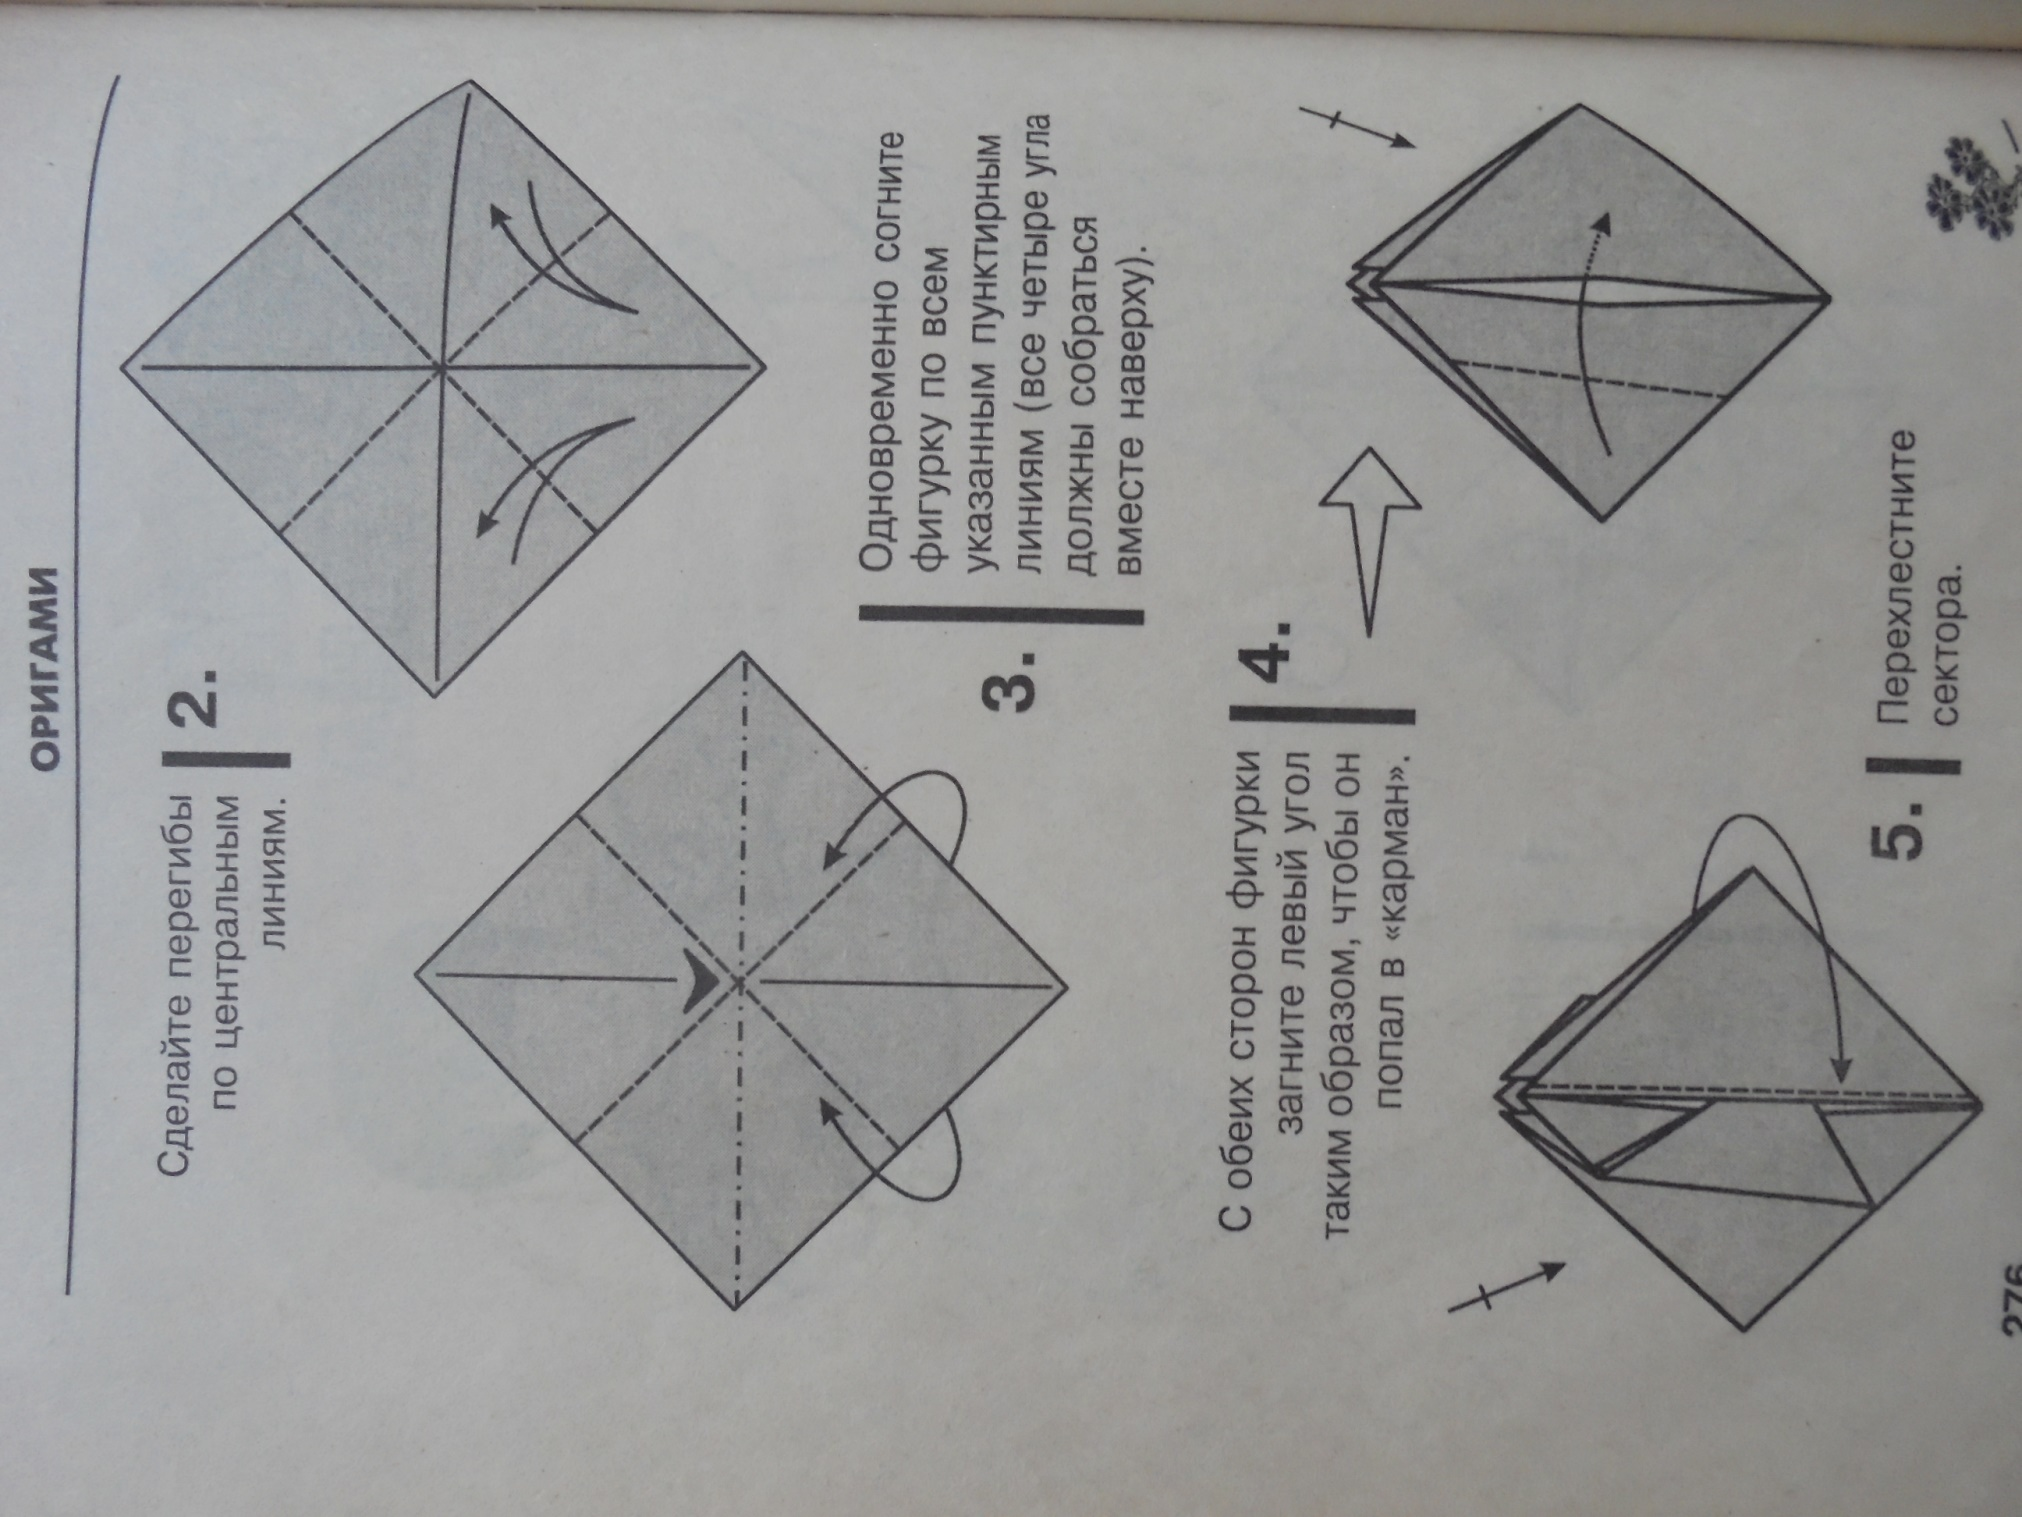 ОРИГАМИ
Сделайте перегибы
по центральным
линиям.
2.
3.
Одновременно согните
фигурку по всем
указанным пунктирным
линиям (все четыре угла
должны собраться
вместе наверху).
С обеих сторон фигурки
загните левый угол
таким образом, чтобы он
попал в «карман».
4.
5.
Перехлестните
сектора.
276